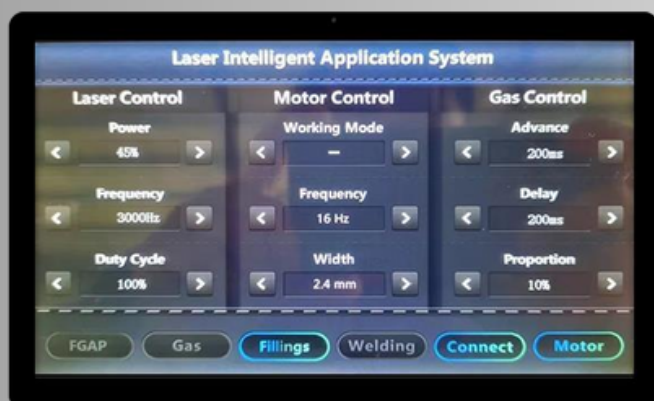 Laser Intelligent Application System
Laser Control Motor Control Gas Control
Power Working Mode Advance
< 45% > < – > < 200ms >
Frequency Frequency Delay
< 3000Hz > < 16 Hz > < 200ms >
Duty Cycle Width Proportion
< 100% > < 2.4 mm > < 10% >
FGAP Gas Fillings Welding Connect Motor